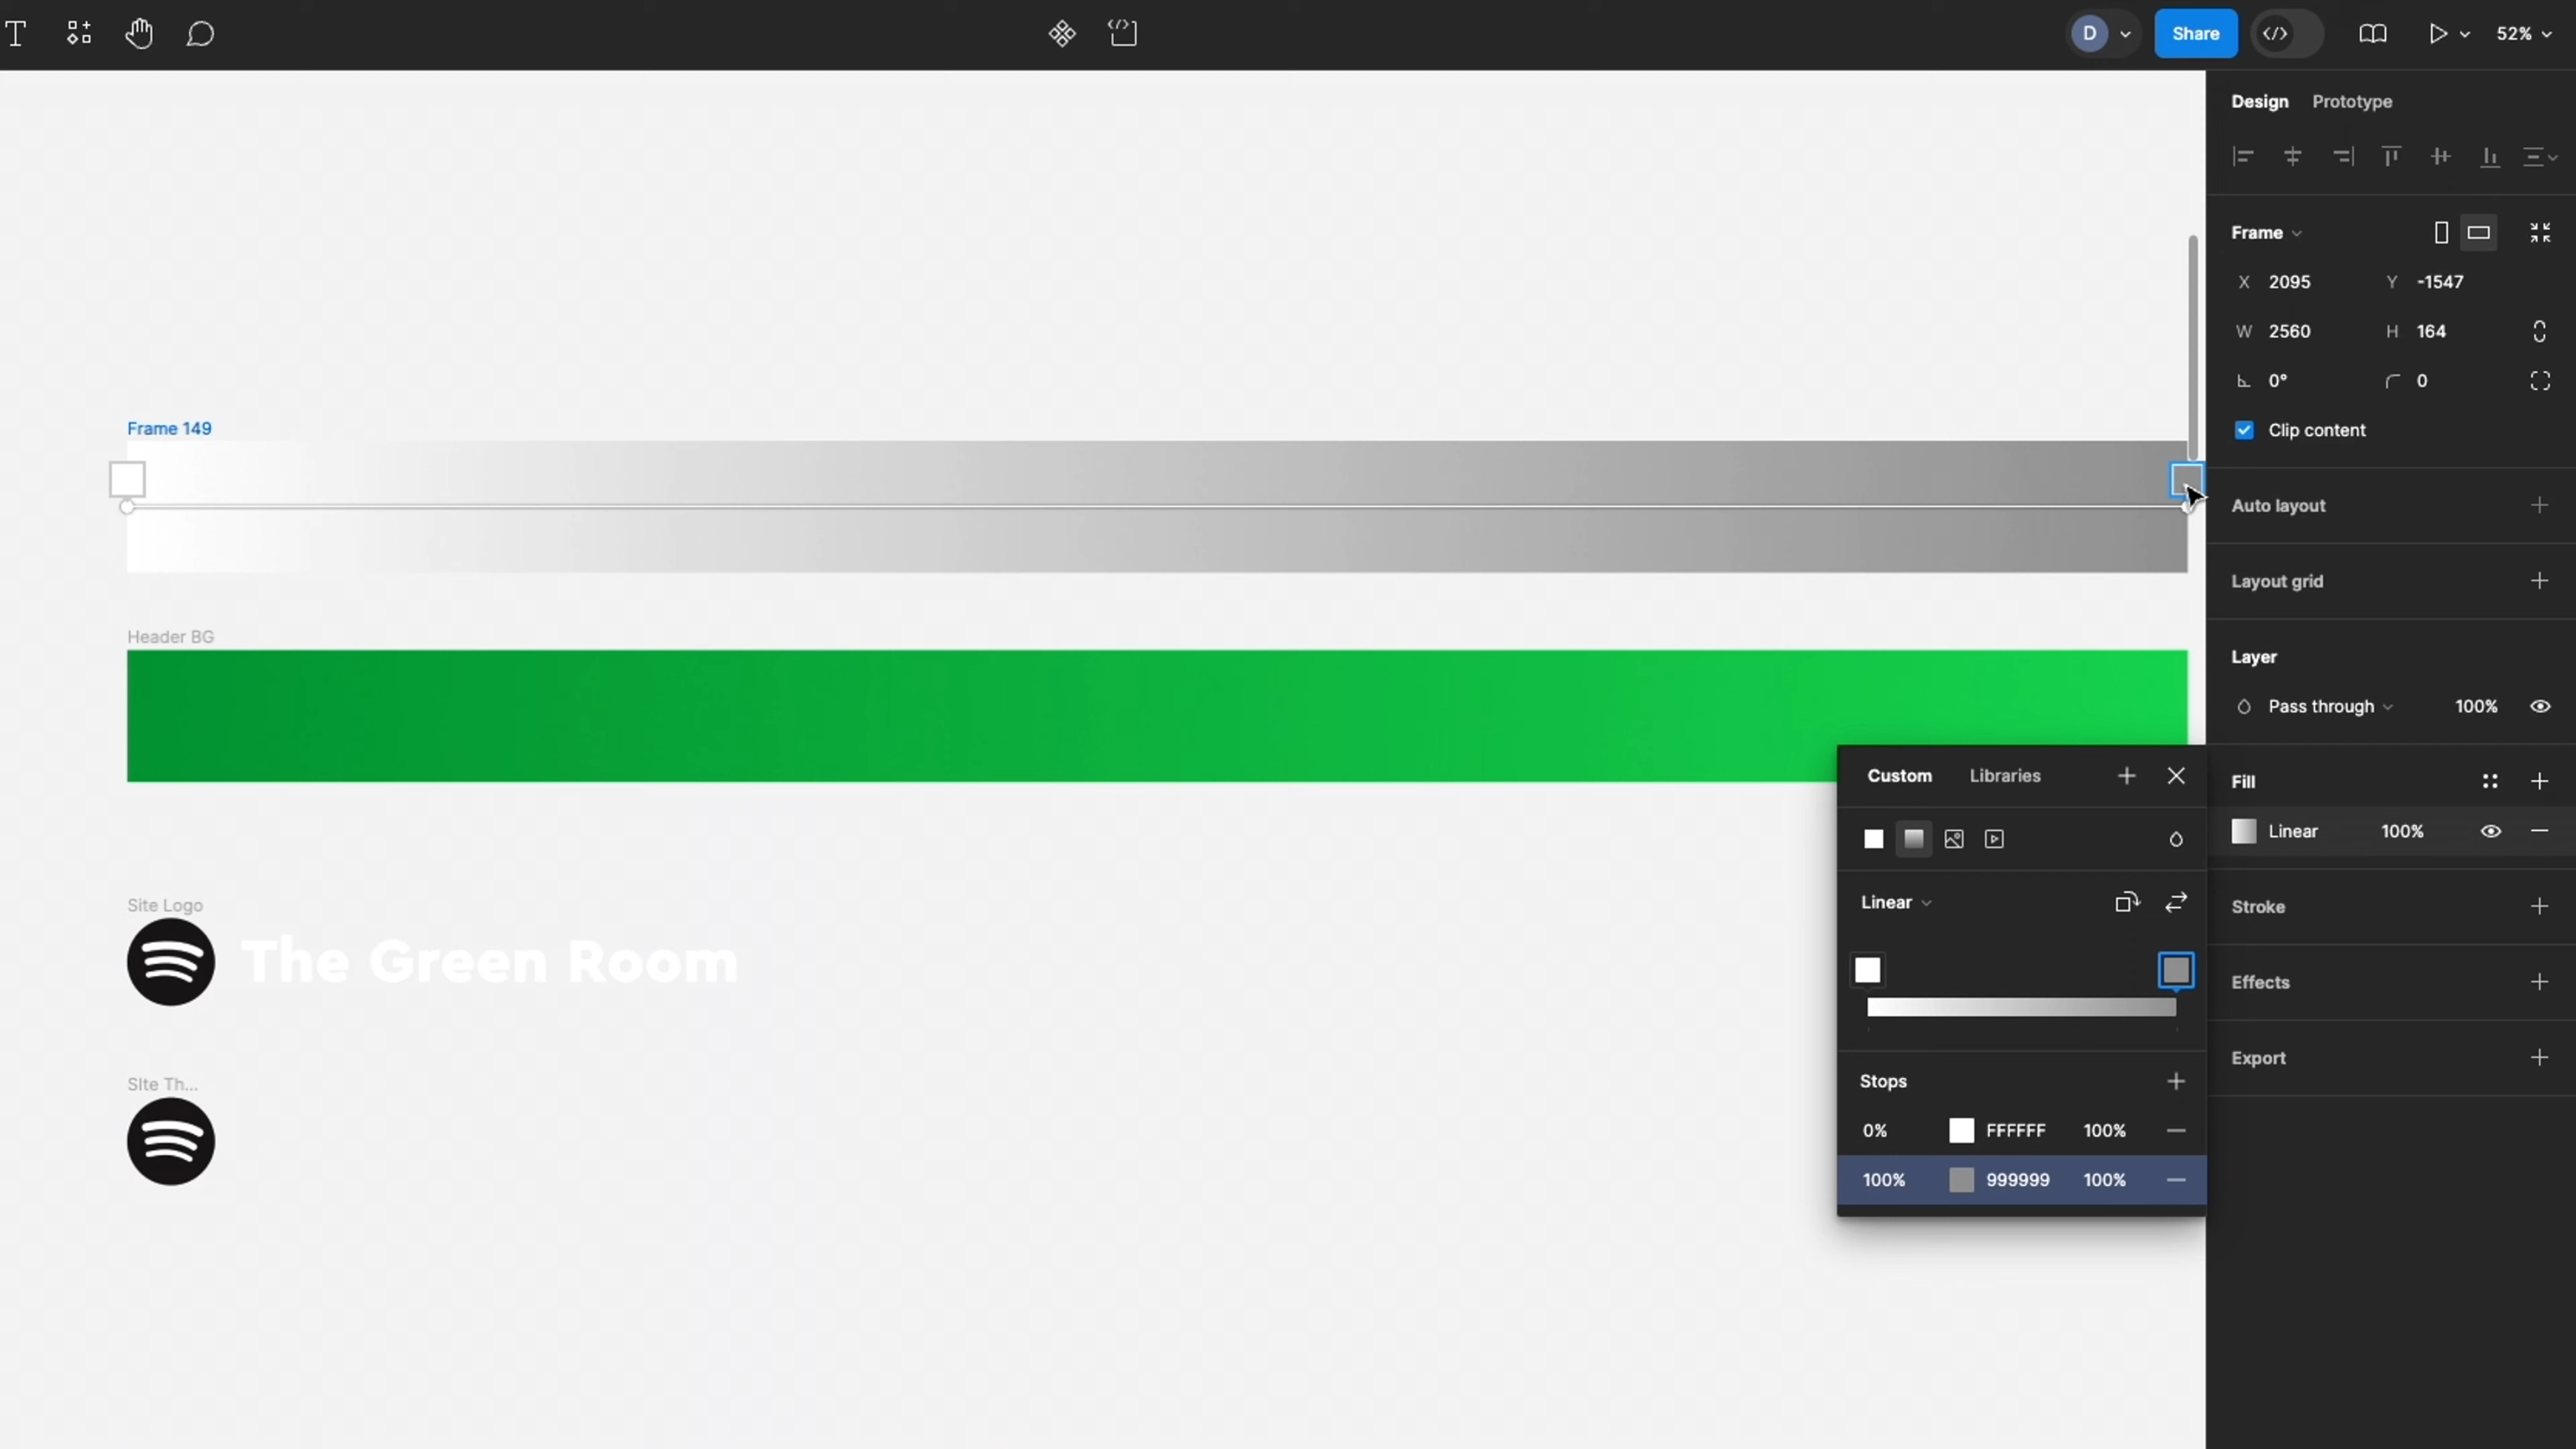 T
D
Share
52%
Design Prototype
Frame
X 2095 Y -1547
W 2560 H 164
0° 0
Clip content
Frame 149
Auto layout
Layout grid
Header BG
Layer
Pass through 100%
Custom Libraries
Fill
Linear 100%
Linear
Site Logo
The Green Room
Stroke
Effects
Export
Stops
SIte Th...
0% FFFFFF 100%
100% 999999 100%